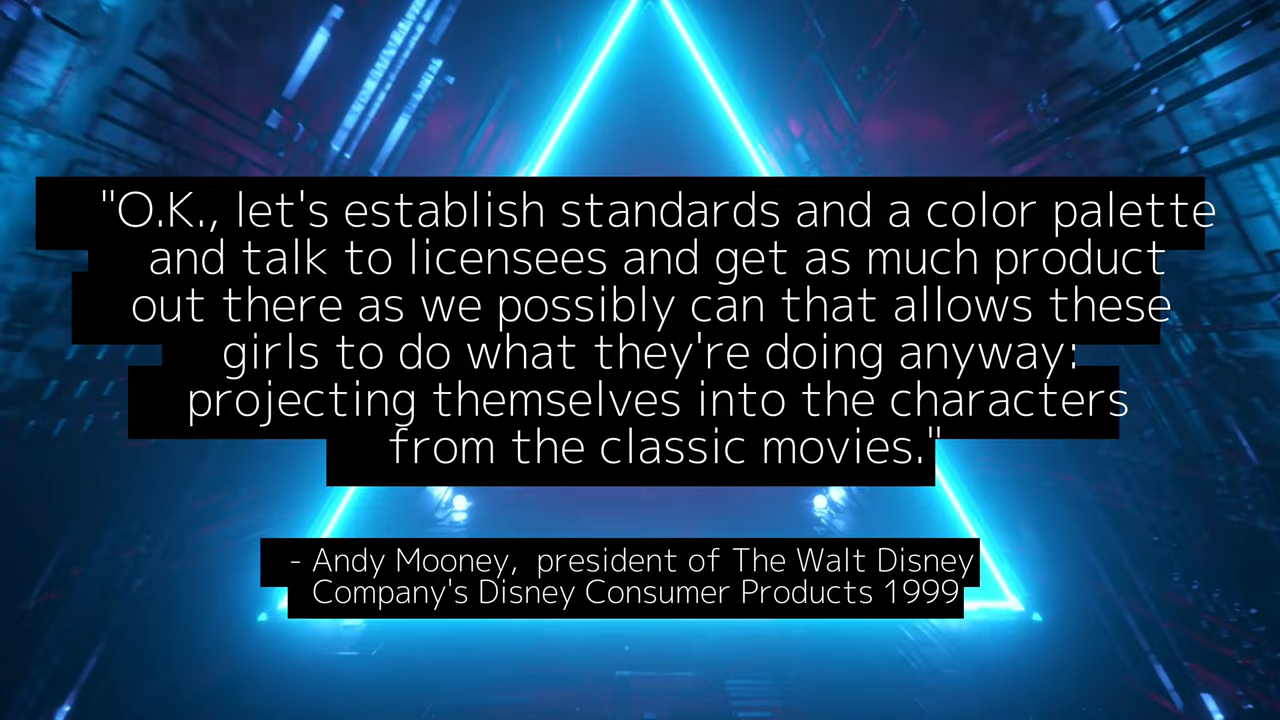 "O.K., let's establish standards and a color palette
and talk to licensees and get as much product
out there as we possibly can that allows these
girls to do what they're doing anyway:
projecting themselves into the characters
from the classic movies."
- Andy Mooney, president of The Walt Disney
Company's Disney Consumer Products 1999